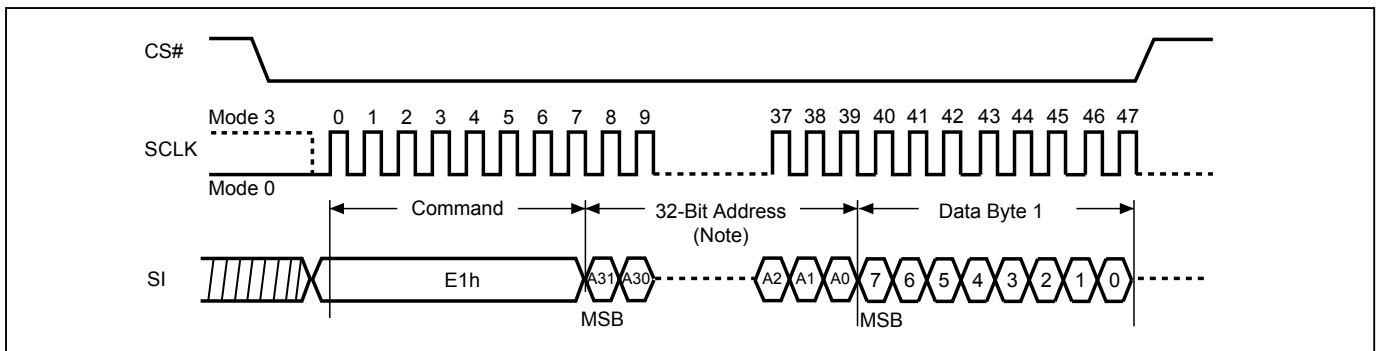 CS#
Mode 3 0 1 2 3 4 5 6 7 8 9 37 38 39 40 41 42 43 44 45 46 47
SCLK
Mode 0
Command 32-Bit Address Data Byte 1
(Note)
SI E1h A31 A30 A2 A1 A0 7 6 5 4 3 2 1 0
MSB MSB